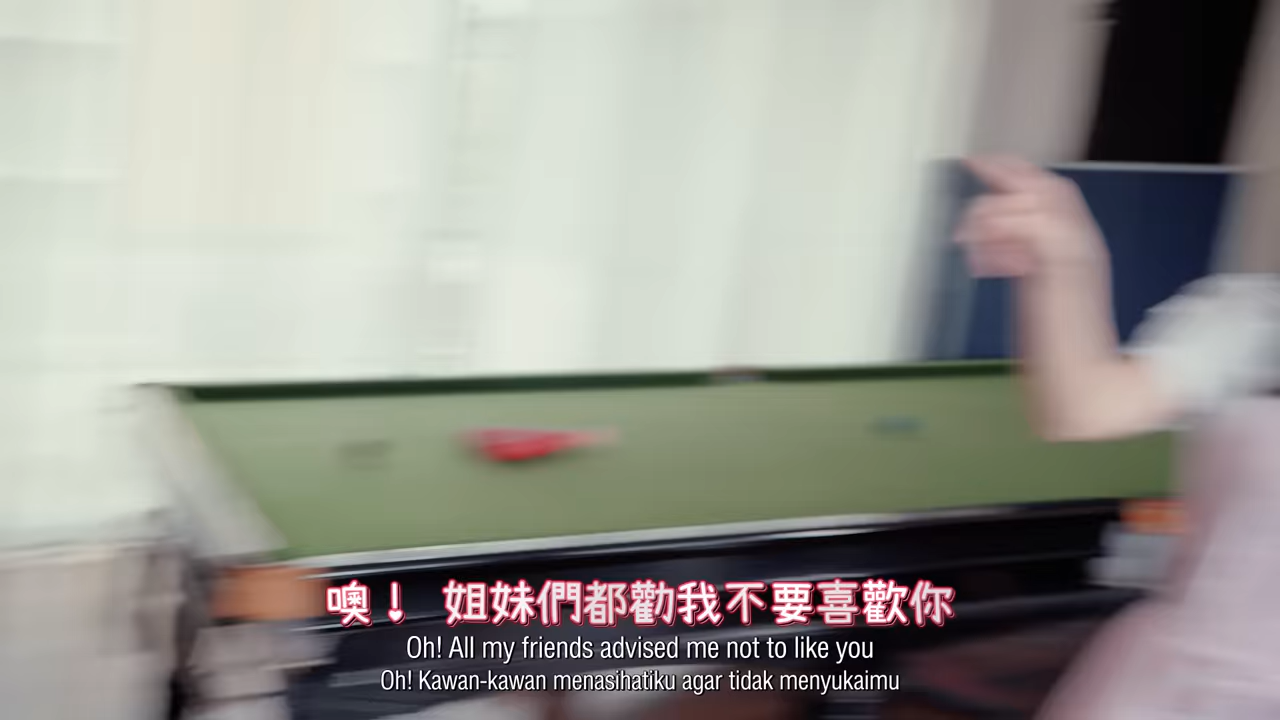 噢！ 姐妹們都勸我不要喜歡你
Oh! All my friends advised me not to like you
Oh! Kawan-kawan menasihatiku agar tidak menyukaimu